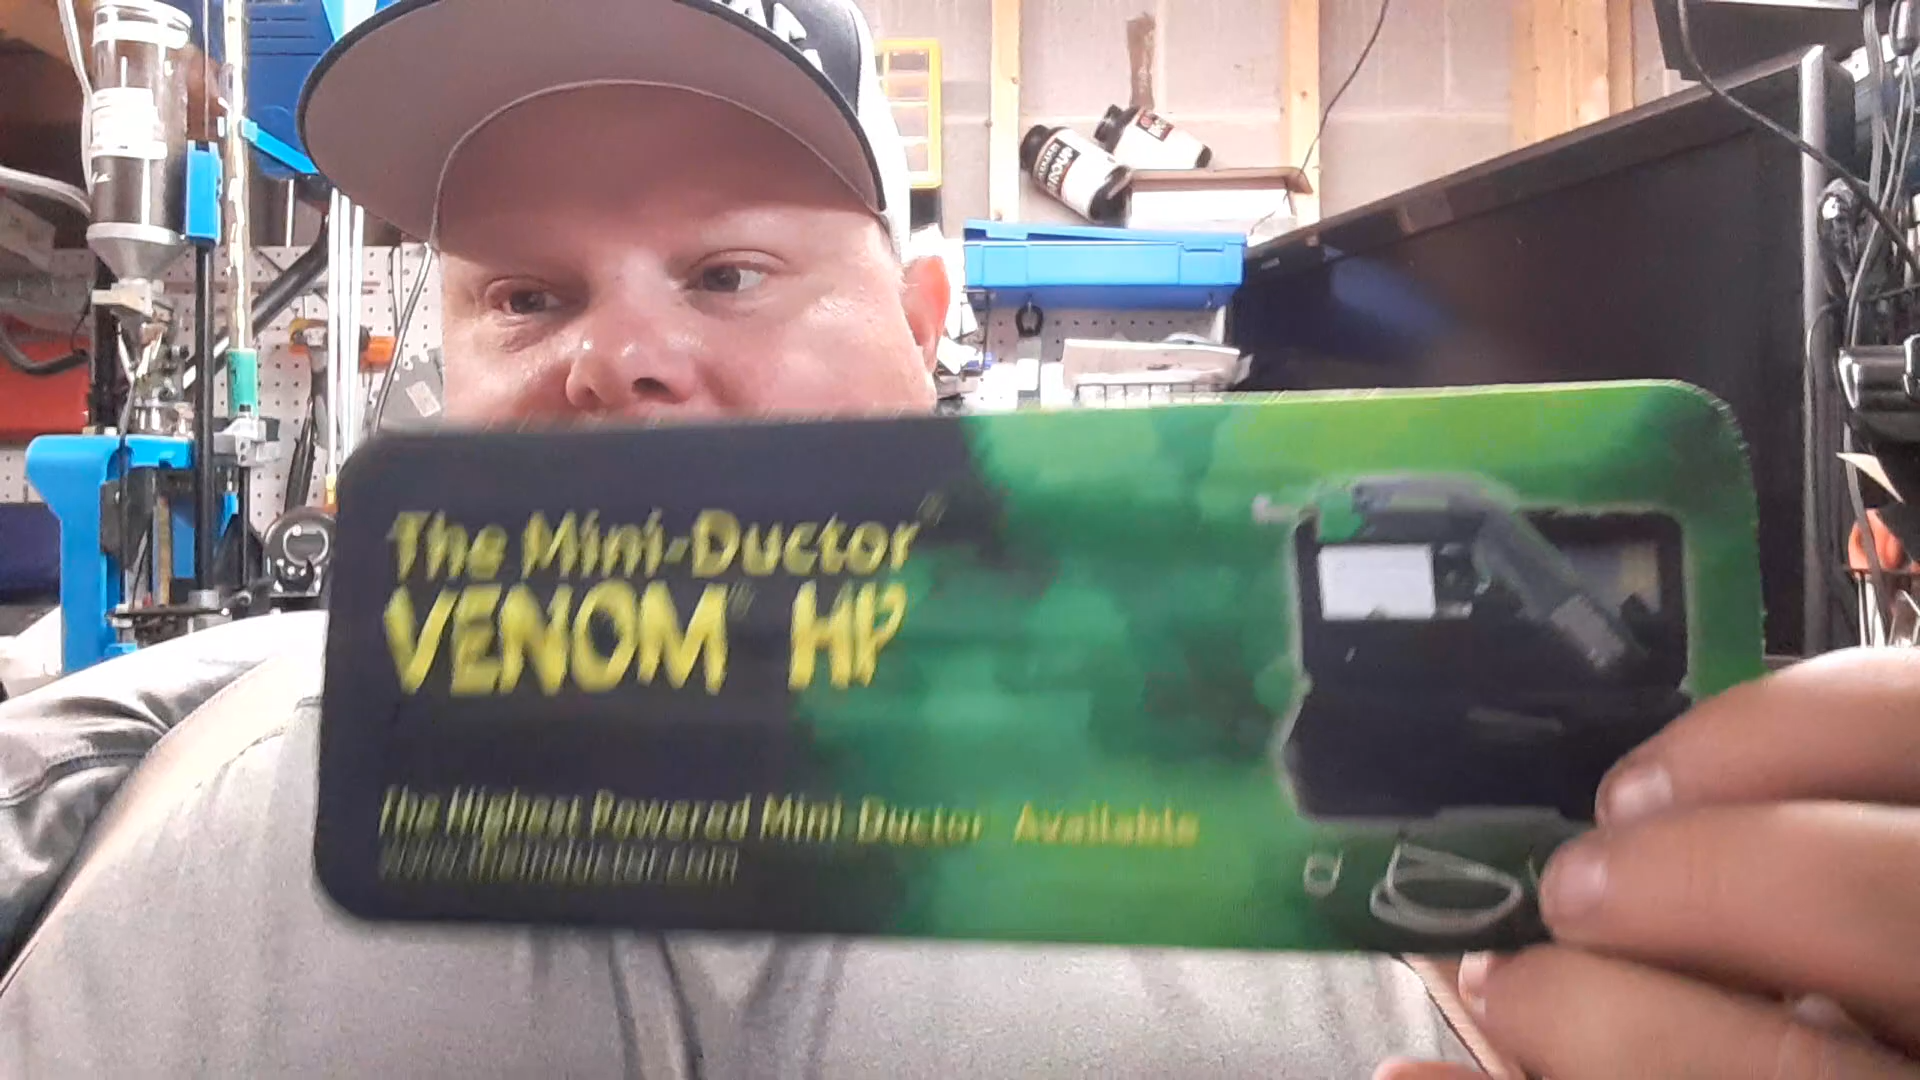 The Mini-Ductor®
VENOM® HP
The Highest Powered Mini-Ductor Available